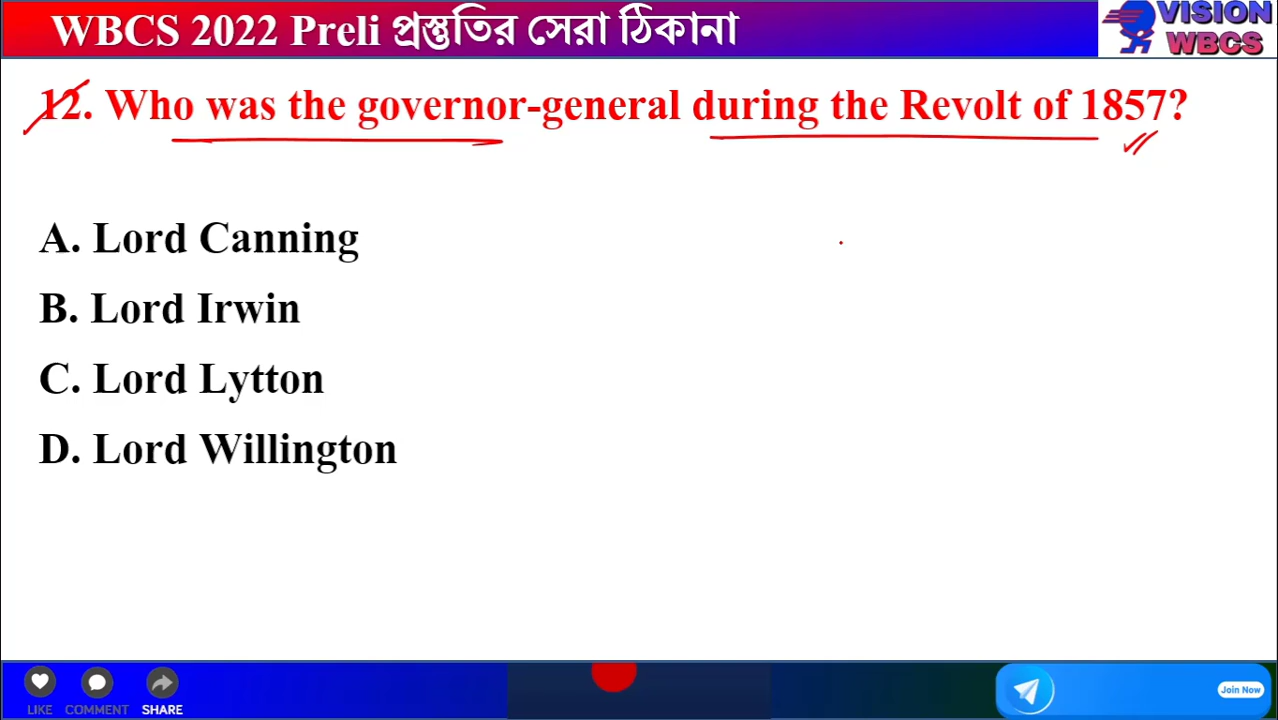 WBCS 2022 Preli প্রস্তুতির সেরা ঠিকানা
VISION
WBCS
12. Who was the governor-general during the Revolt of 1857?
A. Lord Canning
B. Lord Irwin
C. Lord Lytton
D. Lord Willington
LIKE COMMENT SHARE
Join Now